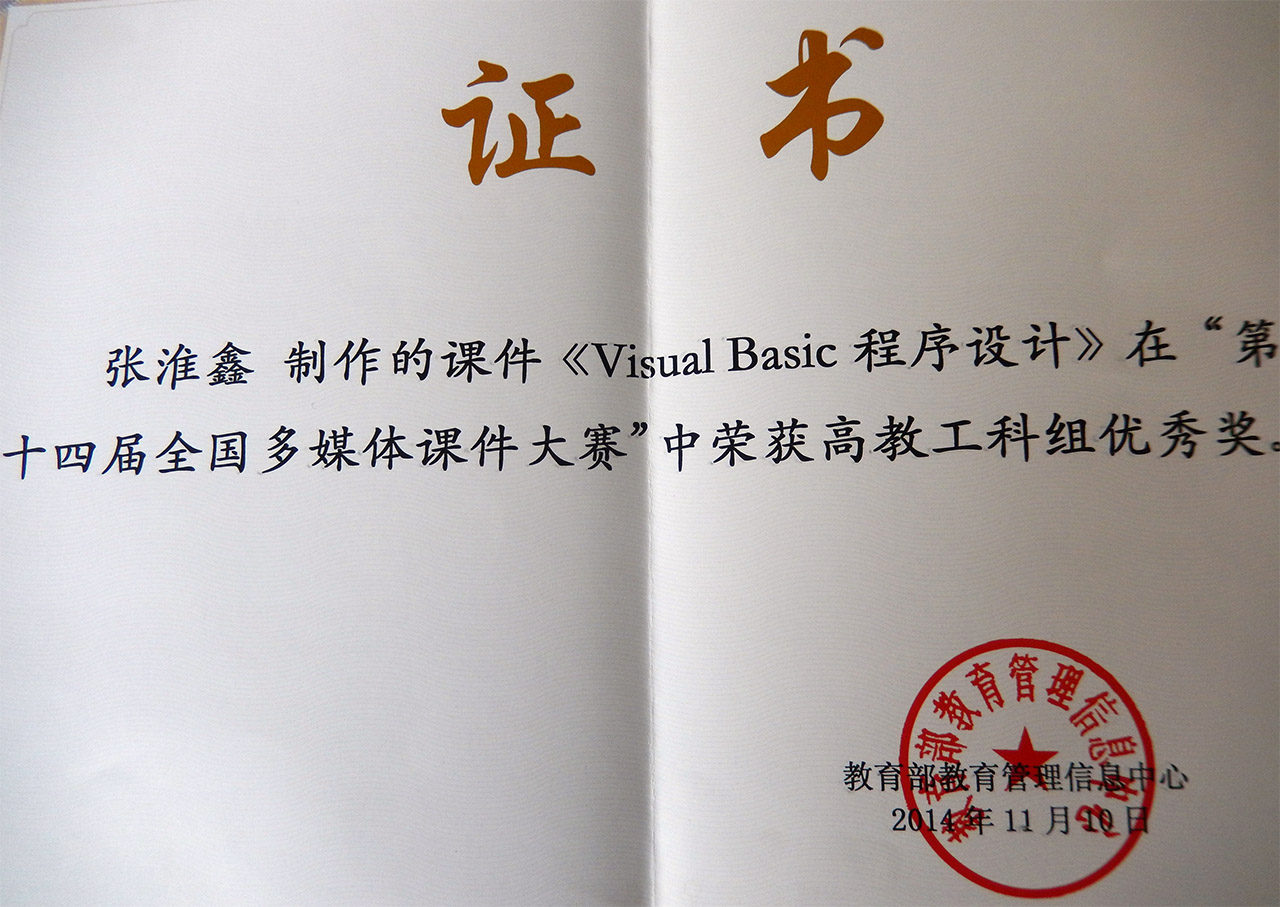 证 书
张淮鑫 制作的课件《Visual Basic 程序设计》在“第
十四届全国多媒体课件大赛”中荣获高教工科组优秀奖。
教育部教育管理信息中心
教育部教育管理信息中心
2014年11月10日